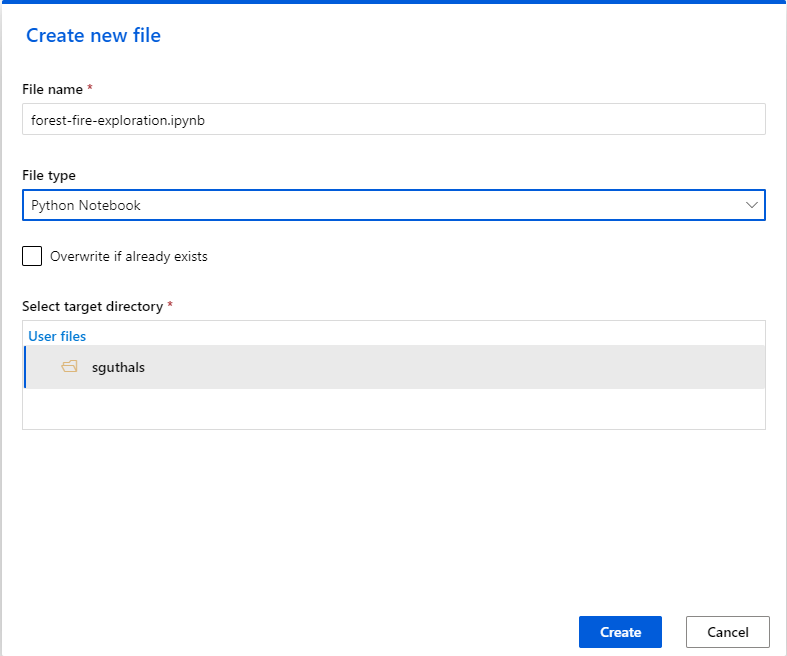 Create new file
File name *
forest-fire-exploration.ipynb
File type
Python Notebook
Overwrite if already exists
Select target directory *
User files
sguthals
Create
Cancel